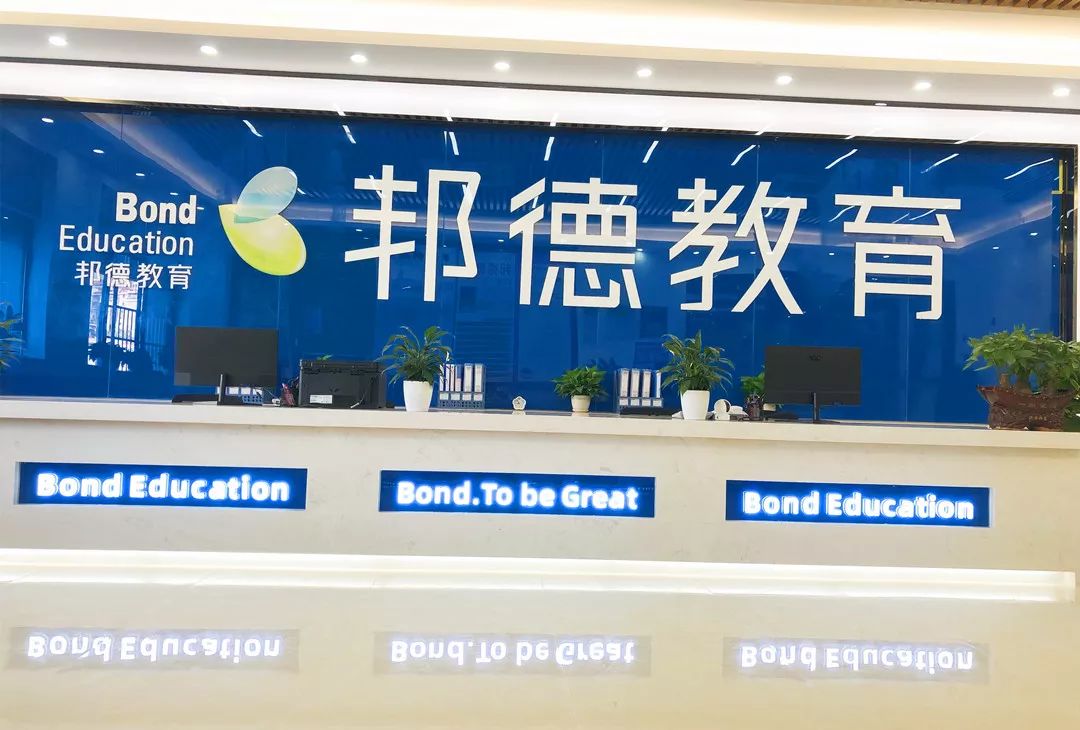 Bond
Education
邦德教育
邦德教育
Bond Education
Bond.To be Great
Bond Education